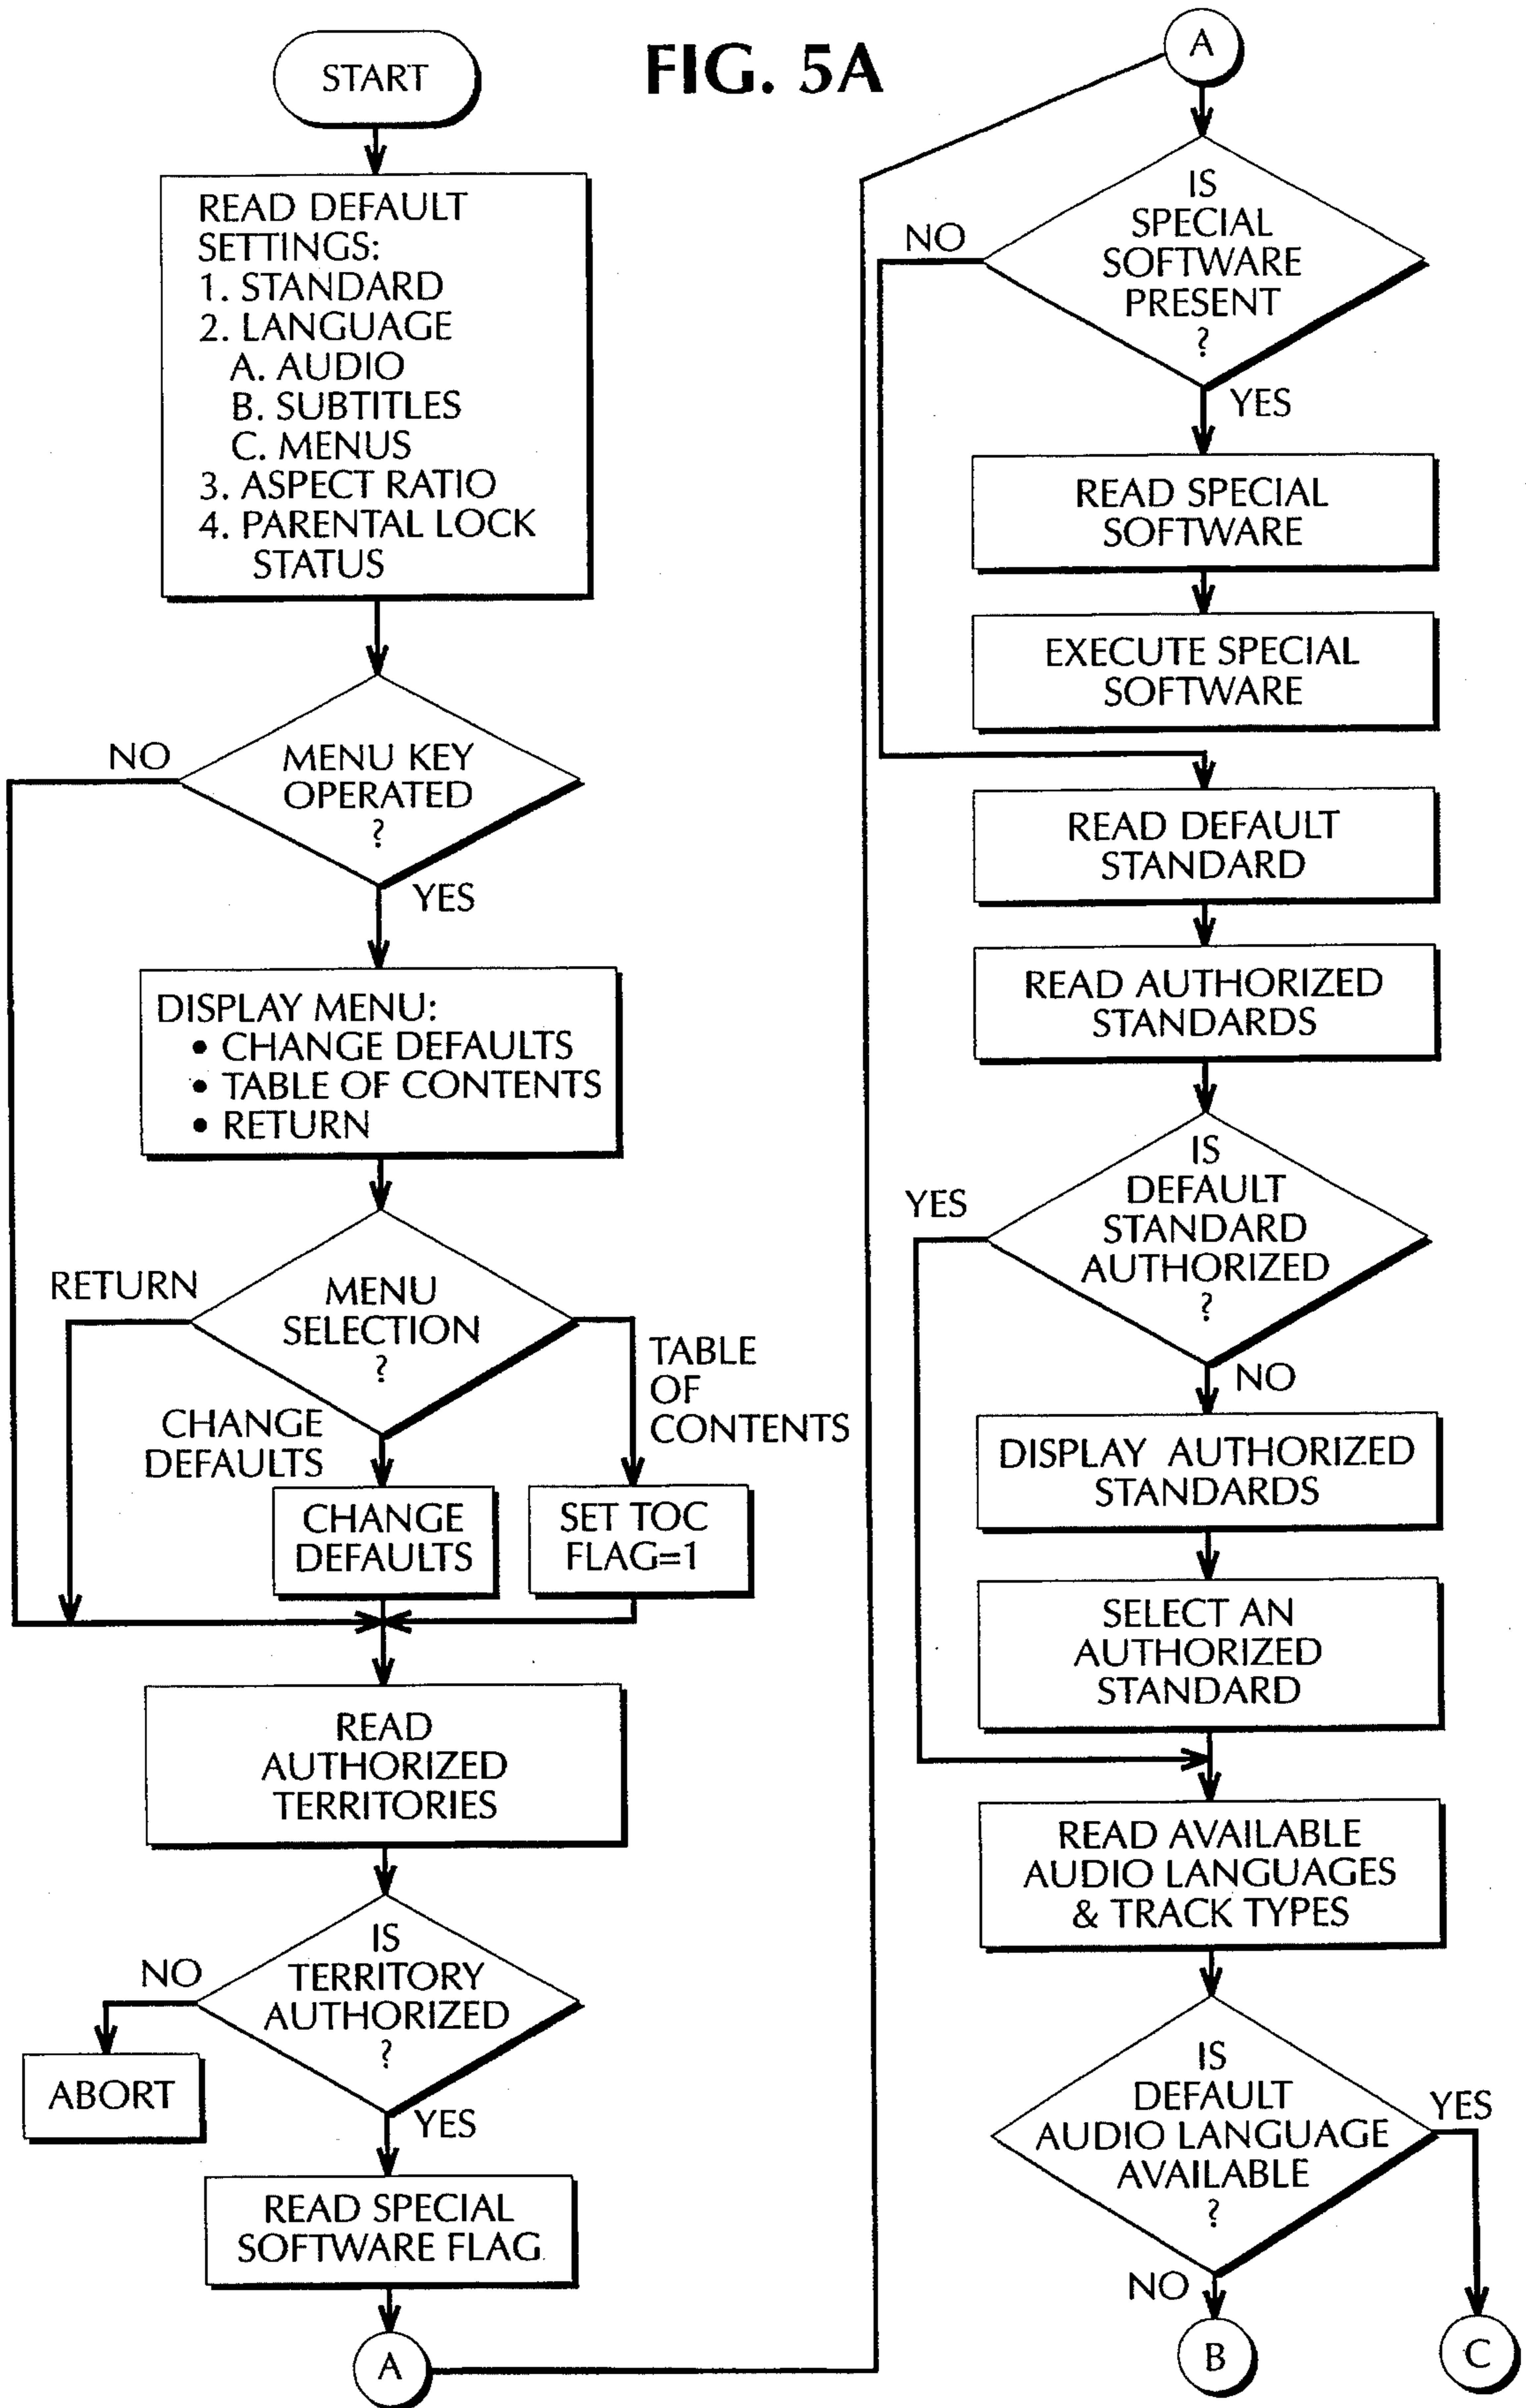 FIG. 5A
START
READ DEFAULT
SETTINGS:
1. STANDARD
2. LANGUAGE
A. AUDIO
B. SUBTITLES
C. MENUS
3. ASPECT RATIO
4. PARENTAL LOCK
STATUS
MENU KEY
OPERATED
?
NO
YES
DISPLAY MENU:
• CHANGE DEFAULTS
• TABLE OF CONTENTS
• RETURN
MENU
SELECTION
?
RETURN
CHANGE
DEFAULTS
TABLE
OF
CONTENTS
CHANGE
DEFAULTS
SET TOC
FLAG=1
READ
AUTHORIZED
TERRITORIES
IS
TERRITORY
AUTHORIZED
?
NO
ABORT
YES
READ SPECIAL
SOFTWARE FLAG
A
A
IS
SPECIAL
SOFTWARE
PRESENT
?
NO
YES
READ SPECIAL
SOFTWARE
EXECUTE SPECIAL
SOFTWARE
READ DEFAULT
STANDARD
READ AUTHORIZED
STANDARDS
IS
DEFAULT
STANDARD
AUTHORIZED
?
YES
NO
DISPLAY AUTHORIZED
STANDARDS
SELECT AN
AUTHORIZED
STANDARD
READ AVAILABLE
AUDIO LANGUAGES
& TRACK TYPES
IS
DEFAULT
AUDIO LANGUAGE
AVAILABLE
?
YES
NO
B
C